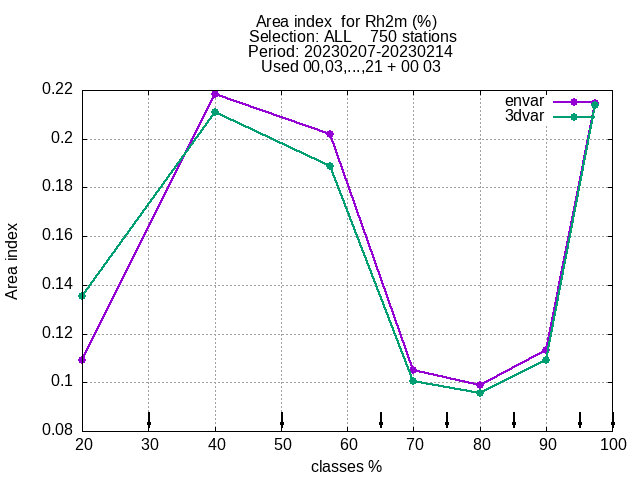 Area index  for Rh2m (%)
Selection: ALL    750 stations
Period: 20230207-20230214
Used 00,03,...,21 + 00 03
0.22
envar
3dvar
0.2
0.18
0.16
Area index
0.14
0.12
0.1
0.08
20 30 40 50 60 70 80 90 100
classes %